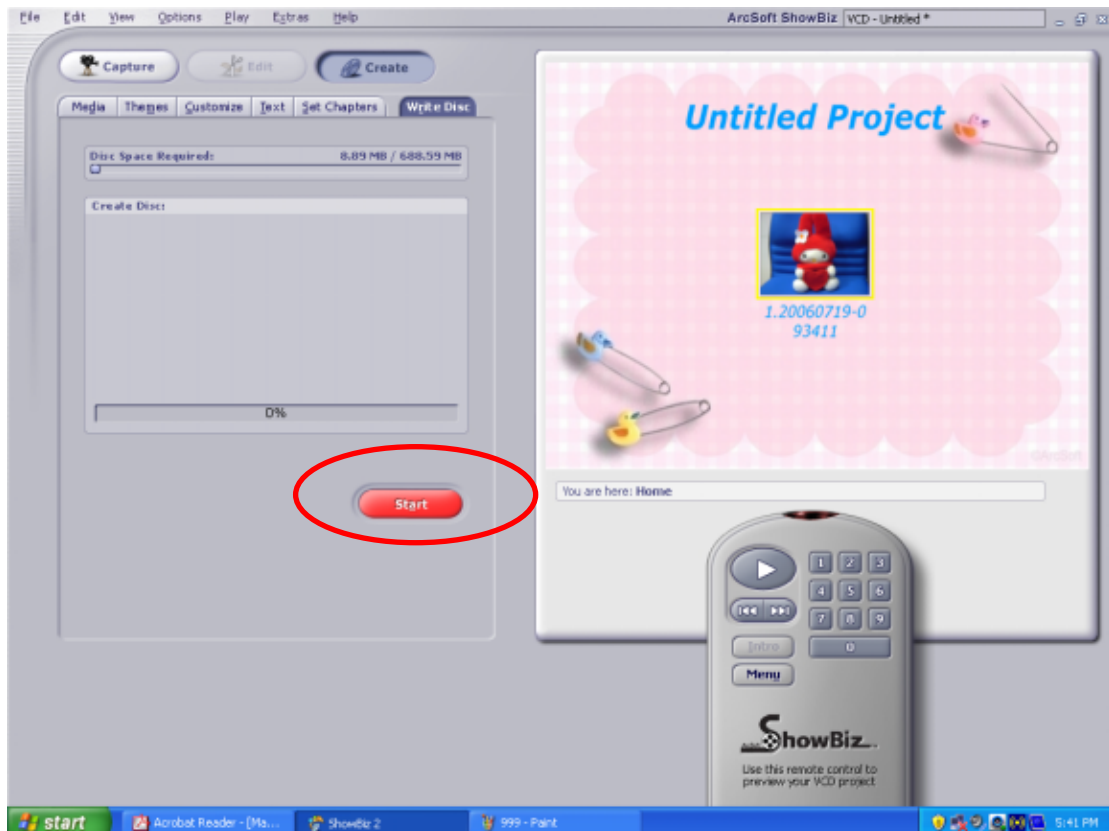 File Edit View Options Play Extras Help ArcSoft ShowBiz VCD - Untitled *
Capture Edit Create
Media Themes Customize Text Set Chapters Write Disc
Disc Space Required: 8.89 MB / 688.59 MB
Create Disc:
0%
Start
Untitled Project
1.20060719-0
93411
You are here: Home
1 2 3
4 5 6
7 8 9
Intro 0
Menu
ShowBiz
Use this remote control to
preview your VCD project
start Acrobat Reader - [Ma... ShowBiz 2 999 - Paint 5:41 PM